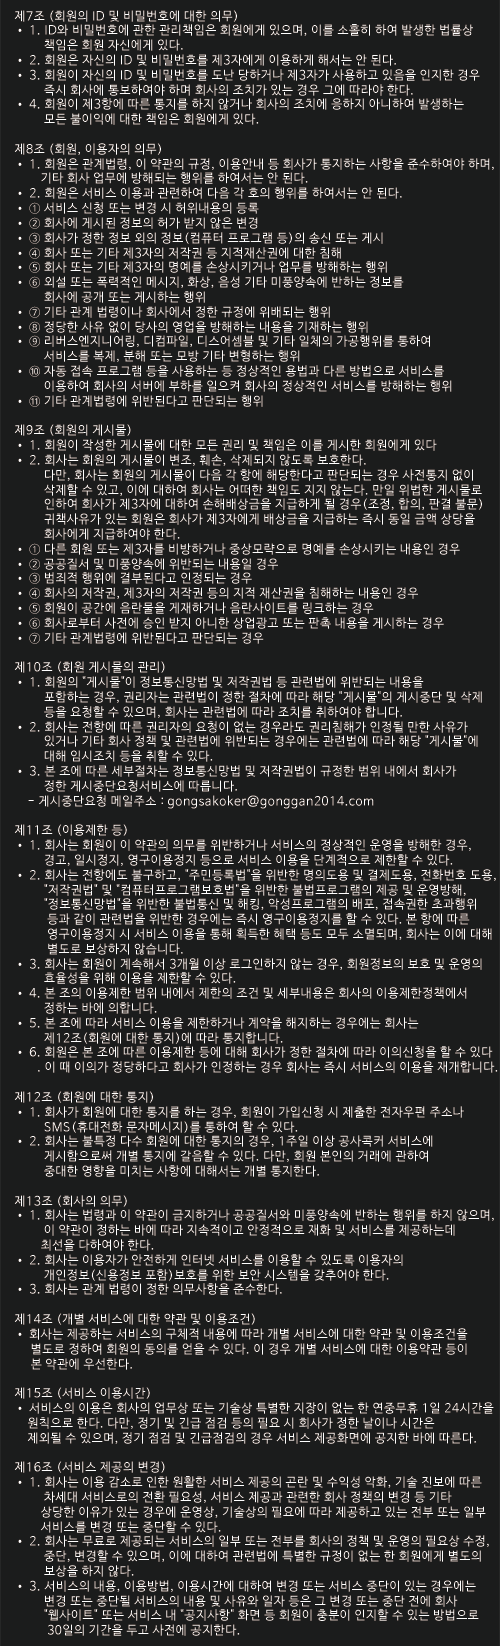 제7조 (회원의 ID 및 비밀번호에 대한 의무)
• 1. ID와 비밀번호에 관한 관리책임은 회원에게 있으며, 이를 소홀히 하여 발생한 법률상
책임은 회원 자신에게 있다.
• 2. 회원은 자신의 ID 및 비밀번호를 제3자에게 이용하게 해서는 안 된다.
• 3. 회원이 자신의 ID 및 비밀번호를 도난 당하거나 제3자가 사용하고 있음을 인지한 경우
즉시 회사에 통보하여야 하며 회사의 조치가 있는 경우 그에 따라야 한다.
• 4. 회원이 제3항에 따른 통지를 하지 않거나 회사의 조치에 응하지 아니하여 발생하는
모든 불이익에 대한 책임은 회원에게 있다.
제8조 (회원, 이용자의 의무)
• 1. 회원은 관계법령, 이 약관의 규정, 이용안내 등 회사가 통지하는 사항을 준수하여야 하며,
기타 회사 업무에 방해되는 행위를 하여서는 안 된다.
• 2. 회원은 서비스 이용과 관련하여 다음 각 호의 행위를 하여서는 안 된다.
• ① 서비스 신청 또는 변경 시 허위내용의 등록
• ② 회사에 게시된 정보의 허가 받지 않은 변경
• ③ 회사가 정한 정보 외의 정보(컴퓨터 프로그램 등)의 송신 또는 게시
• ④ 회사 또는 기타 제3자의 저작권 등 지적재산권에 대한 침해
• ⑤ 회사 또는 기타 제3자의 명예를 손상시키거나 업무를 방해하는 행위
• ⑥ 외설 또는 폭력적인 메시지, 화상, 음성 기타 미풍양속에 반하는 정보를
회사에 공개 또는 게시하는 행위
• ⑦ 기타 관계 법령이나 회사에서 정한 규정에 위배되는 행위
• ⑧ 정당한 사유 없이 당사의 영업을 방해하는 내용을 기재하는 행위
• ⑨ 리버스엔지니어링, 디컴파일, 디스어셈블 및 기타 일체의 가공행위를 통하여
서비스를 복제, 분해 또는 모방 기타 변형하는 행위
• ⑩ 자동 접속 프로그램 등을 사용하는 등 정상적인 용법과 다른 방법으로 서비스를
이용하여 회사의 서버에 부하를 일으켜 회사의 정상적인 서비스를 방해하는 행위
• ⑪ 기타 관계법령에 위반된다고 판단되는 행위
제9조 (회원의 게시물)
• 1. 회원이 작성한 게시물에 대한 모든 권리 및 책임은 이를 게시한 회원에게 있다
• 2. 회사는 회원의 게시물이 변조, 훼손, 삭제되지 않도록 보호한다.
다만, 회사는 회원의 게시물이 다음 각 항에 해당한다고 판단되는 경우 사전통지 없이
삭제할 수 있고, 이에 대하여 회사는 어떠한 책임도 지지 않는다. 만일 위법한 게시물로
인하여 회사가 제3자에 대하여 손해배상금을 지급하게 될 경우(조정, 합의, 판결 불문)
귀책사유가 있는 회원은 회사가 제3자에게 배상금을 지급하는 즉시 동일 금액 상당을
회사에게 지급하여야 한다.
• ① 다른 회원 또는 제3자를 비방하거나 중상모략으로 명예를 손상시키는 내용인 경우
• ② 공공질서 및 미풍양속에 위반되는 내용일 경우
• ③ 범죄적 행위에 결부된다고 인정되는 경우
• ④ 회사의 저작권, 제3자의 저작권 등의 지적 재산권을 침해하는 내용인 경우
• ⑤ 회원이 공간에 음란물을 게재하거나 음란사이트를 링크하는 경우
• ⑥ 회사로부터 사전에 승인 받지 아니한 상업광고 또는 판촉 내용을 게시하는 경우
• ⑦ 기타 관계법령에 위반된다고 판단되는 경우
제10조 (회원 게시물의 관리)
• 1. 회원의 "게시물"이 정보통신망법 및 저작권법 등 관련법에 위반되는 내용을
포함하는 경우, 권리자는 관련법이 정한 절차에 따라 해당 "게시물"의 게시중단 및 삭제
등을 요청할 수 있으며, 회사는 관련법에 따라 조치를 취하여야 합니다.
• 2. 회사는 전항에 따른 권리자의 요청이 없는 경우라도 권리침해가 인정될 만한 사유가
있거나 기타 회사 정책 및 관련법에 위반되는 경우에는 관련법에 따라 해당 "게시물"에
대해 임시조치 등을 취할 수 있다.
• 3. 본 조에 따른 세부절차는 정보통신망법 및 저작권법이 규정한 범위 내에서 회사가
정한 게시중단요청서비스에 따릅니다.
– 게시중단요청 메일주소 : gongsakoker@gonggan2014.com
제11조 (이용제한 등)
• 1. 회사는 회원이 이 약관의 의무를 위반하거나 서비스의 정상적인 운영을 방해한 경우,
경고, 일시정지, 영구이용정지 등으로 서비스 이용을 단계적으로 제한할 수 있다.
• 2. 회사는 전항에도 불구하고, "주민등록법"을 위반한 명의도용 및 결제도용, 전화번호 도용,
"저작권법" 및 "컴퓨터프로그램보호법"을 위반한 불법프로그램의 제공 및 운영방해,
"정보통신망법"을 위반한 불법통신 및 해킹, 악성프로그램의 배포, 접속권한 초과행위
등과 같이 관련법을 위반한 경우에는 즉시 영구이용정지를 할 수 있다. 본 항에 따른
영구이용정지 시 서비스 이용을 통해 획득한 혜택 등도 모두 소멸되며, 회사는 이에 대해
별도로 보상하지 않습니다.
• 3. 회사는 회원이 계속해서 3개월 이상 로그인하지 않는 경우, 회원정보의 보호 및 운영의
효율성을 위해 이용을 제한할 수 있다.
• 4. 본 조의 이용제한 범위 내에서 제한의 조건 및 세부내용은 회사의 이용제한정책에서
정하는 바에 의합니다.
• 5. 본 조에 따라 서비스 이용을 제한하거나 계약을 해지하는 경우에는 회사는
제12조(회원에 대한 통지)에 따라 통지합니다.
• 6. 회원은 본 조에 따른 이용제한 등에 대해 회사가 정한 절차에 따라 이의신청을 할 수 있다
. 이 때 이의가 정당하다고 회사가 인정하는 경우 회사는 즉시 서비스의 이용을 재개합니다.
제12조 (회원에 대한 통지)
• 1. 회사가 회원에 대한 통지를 하는 경우, 회원이 가입신청 시 제출한 전자우편 주소나
SMS(휴대전화 문자메시지)를 통하여 할 수 있다.
• 2. 회사는 불특정 다수 회원에 대한 통지의 경우, 1주일 이상 공사콕커 서비스에
게시함으로써 개별 통지에 갈음할 수 있다. 다만, 회원 본인의 거래에 관하여
중대한 영향을 미치는 사항에 대해서는 개별 통지한다.
제13조 (회사의 의무)
• 1. 회사는 법령과 이 약관이 금지하거나 공공질서와 미풍양속에 반하는 행위를 하지 않으며,
이 약관이 정하는 바에 따라 지속적이고 안정적으로 재화 및 서비스를 제공하는데
최선을 다하여야 한다.
• 2. 회사는 이용자가 안전하게 인터넷 서비스를 이용할 수 있도록 이용자의
개인정보(신용정보 포함)보호를 위한 보안 시스템을 갖추어야 한다.
• 3. 회사는 관계 법령이 정한 의무사항을 준수한다.
제14조 (개별 서비스에 대한 약관 및 이용조건)
• 회사는 제공하는 서비스의 구체적 내용에 따라 개별 서비스에 대한 약관 및 이용조건을
별도로 정하여 회원의 동의를 얻을 수 있다. 이 경우 개별 서비스에 대한 이용약관 등이
본 약관에 우선한다.
제15조 (서비스 이용시간)
• 서비스의 이용은 회사의 업무상 또는 기술상 특별한 지장이 없는 한 연중무휴 1일 24시간을
원칙으로 한다. 다만, 정기 및 긴급 점검 등의 필요 시 회사가 정한 날이나 시간은
제외될 수 있으며, 정기 점검 및 긴급점검의 경우 서비스 제공화면에 공지한 바에 따른다.
제16조 (서비스 제공의 변경)
• 1. 회사는 이용 감소로 인한 원활한 서비스 제공의 곤란 및 수익성 악화, 기술 진보에 따른
차세대 서비스로의 전환 필요성, 서비스 제공과 관련한 회사 정책의 변경 등 기타
상당한 이유가 있는 경우에 운영상, 기술상의 필요에 따라 제공하고 있는 전부 또는 일부
서비스를 변경 또는 중단할 수 있다.
• 2. 회사는 무료로 제공되는 서비스의 일부 또는 전부를 회사의 정책 및 운영의 필요상 수정,
중단, 변경할 수 있으며, 이에 대하여 관련법에 특별한 규정이 없는 한 회원에게 별도의
보상을 하지 않다.
• 3. 서비스의 내용, 이용방법, 이용시간에 대하여 변경 또는 서비스 중단이 있는 경우에는
변경 또는 중단될 서비스의 내용 및 사유와 일자 등은 그 변경 또는 중단 전에 회사
"웹사이트" 또는 서비스 내 "공지사항" 화면 등 회원이 충분이 인지할 수 있는 방법으로
30일의 기간을 두고 사전에 공지한다.